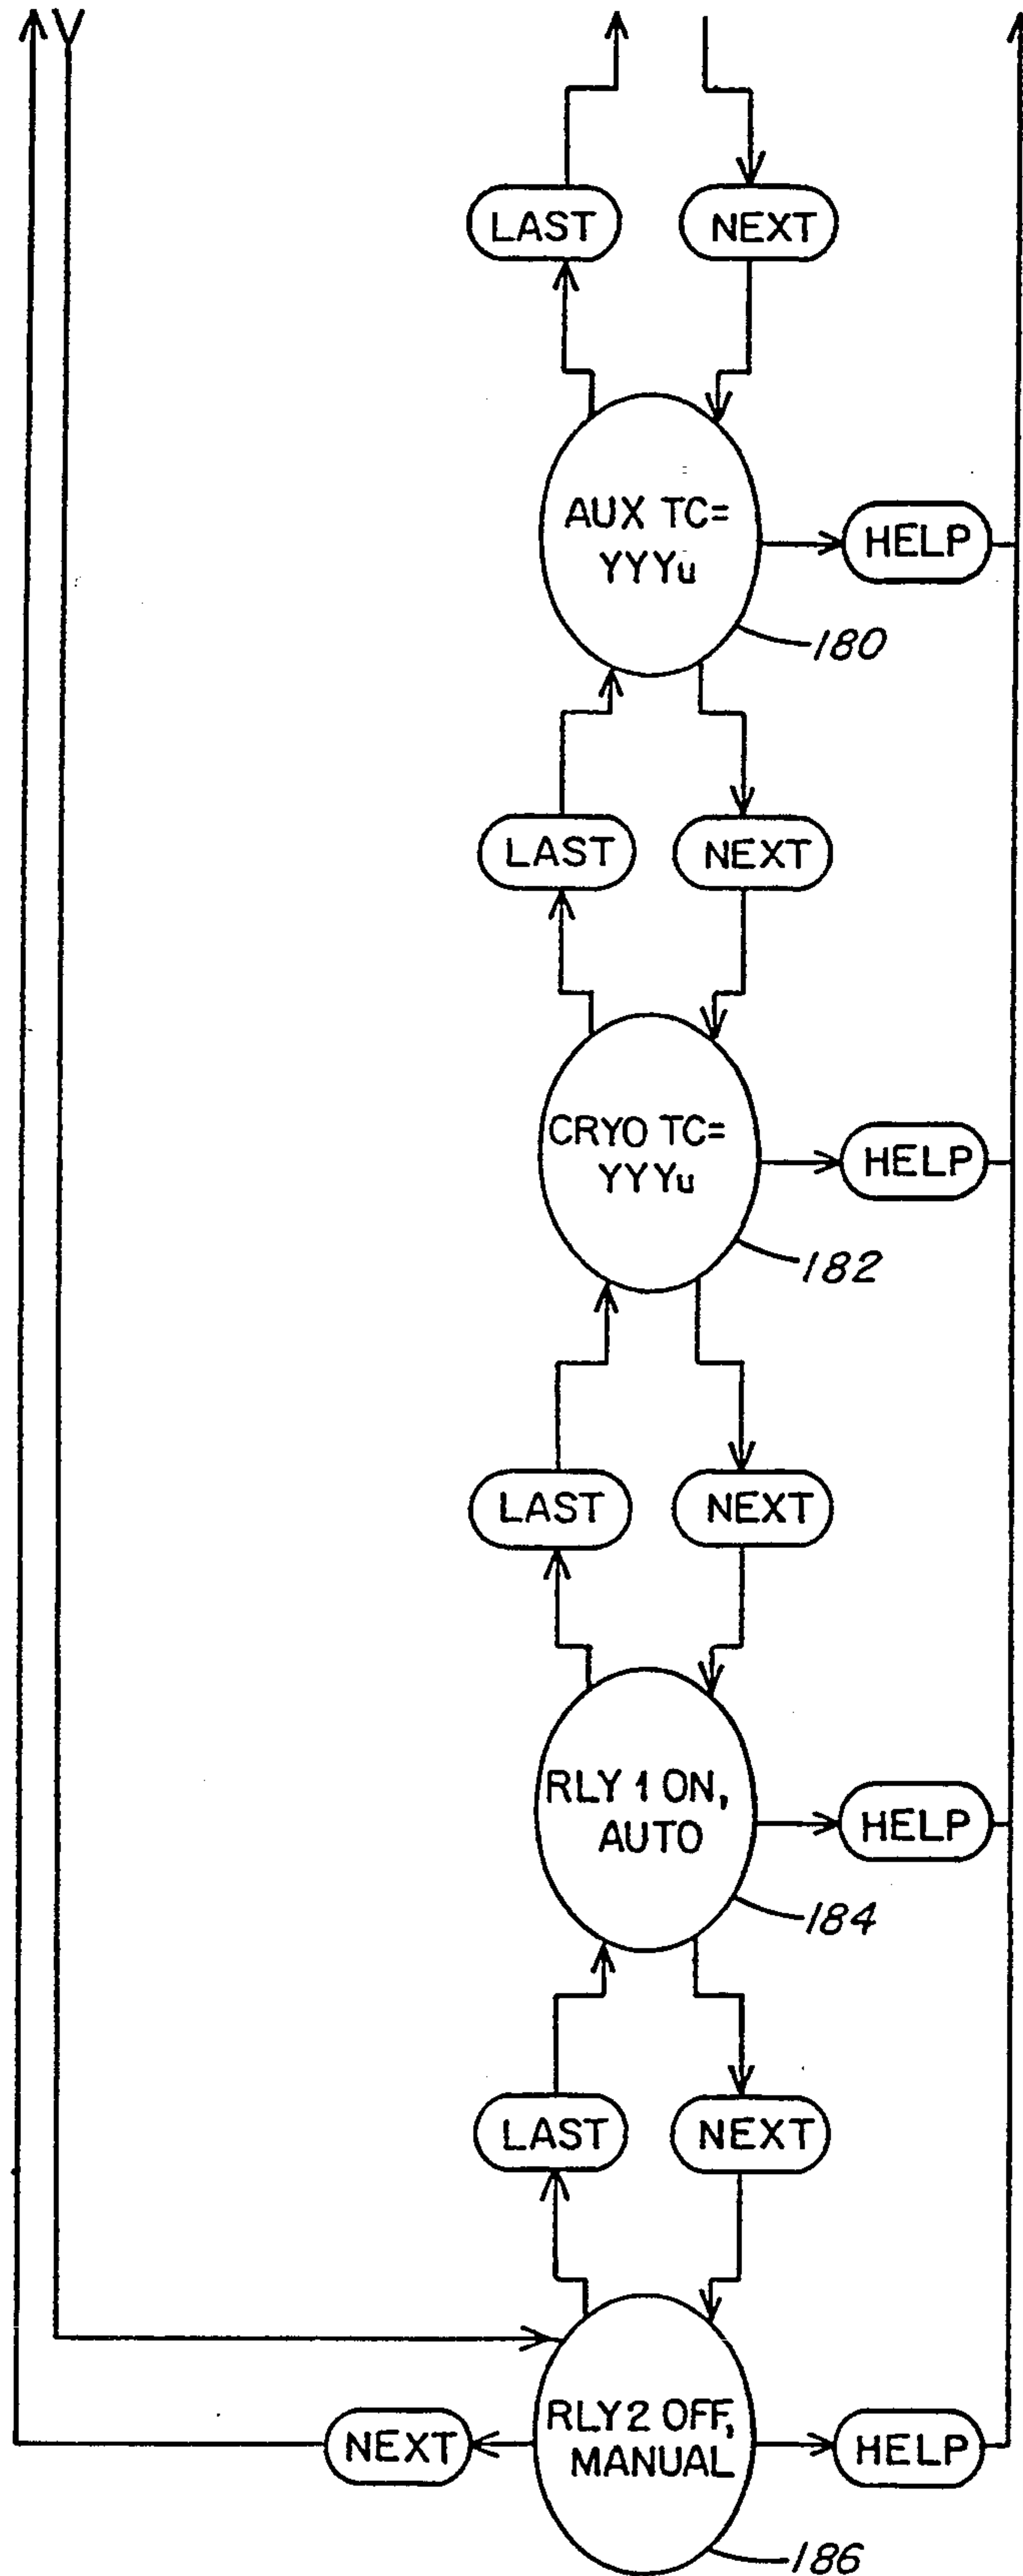 LAST
NEXT
AUX TC=
YYYu
HELP
180
LAST
NEXT
CRYO TC=
YYYu
HELP
182
LAST
NEXT
RLY 1 ON,
AUTO
HELP
184
LAST
NEXT
RLY2 OFF,
MANUAL
NEXT
HELP
186